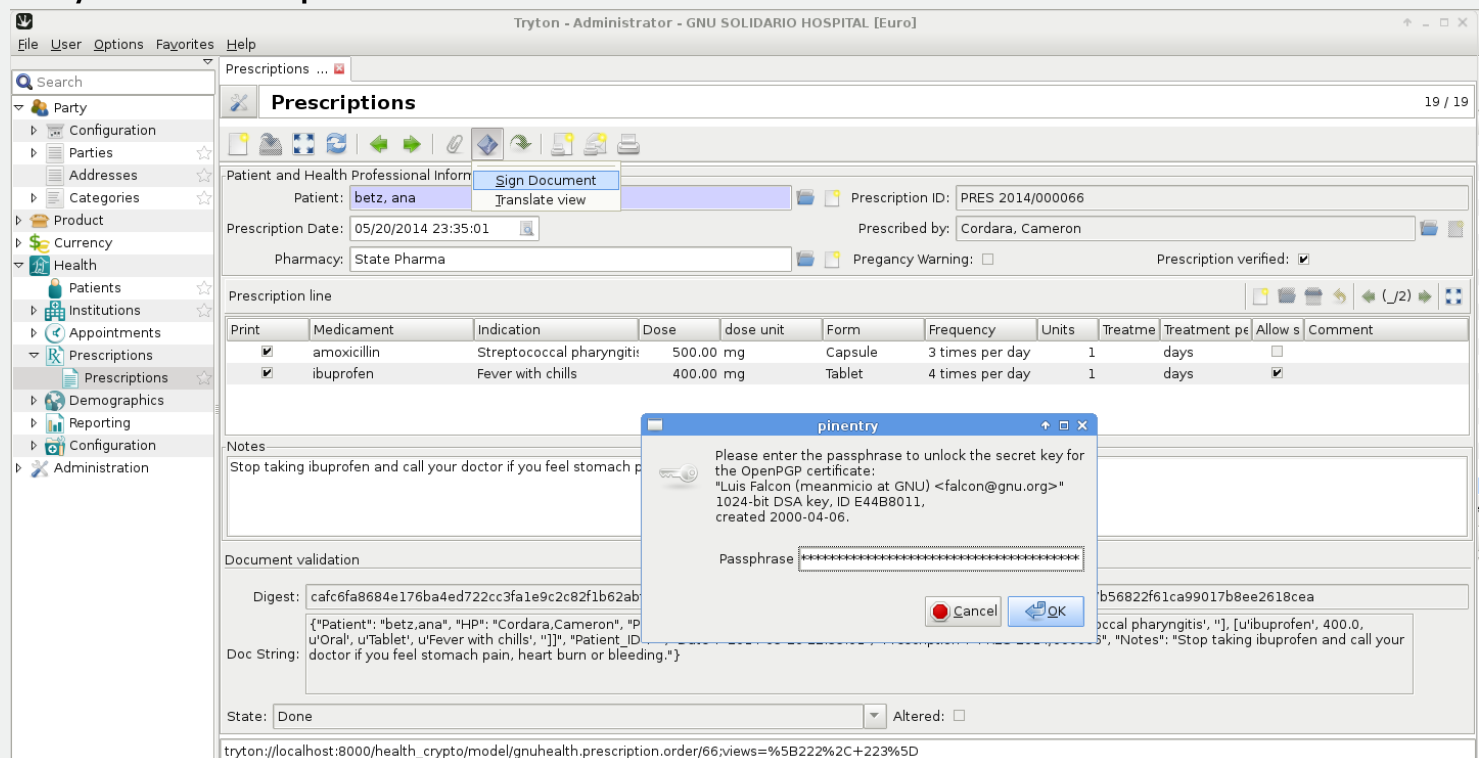 Tryton - Administrator - GNU SOLIDARIO HOSPITAL [Euro]
File User Options Favorites Help
Search
Party
Configuration
Parties
Addresses
Categories
Product
Currency
Health
Patients
Institutions
Appointments
Prescriptions
Prescriptions
Demographics
Reporting
Configuration
Administration
Prescriptions ...
Prescriptions
19 / 19
Sign Document
Translate view
Patient and Health Professional Inform
Patient: betz, ana Prescription ID: PRES 2014/000066
Prescription Date: 05/20/2014 23:35:01 Prescribed by: Cordara, Cameron
Pharmacy: State Pharma Pregancy Warning: Prescription verified:
Prescription line (_/2)
Print Medicament Indication Dose dose unit Form Frequency Units Treatme Treatment pe Allow s Comment
amoxicillin Streptococcal pharyngitis 500.00 mg Capsule 3 times per day 1 days
ibuprofen Fever with chills 400.00 mg Tablet 4 times per day 1 days
Notes
Stop taking ibuprofen and call your doctor if you feel stomach p
pinentry
Please enter the passphrase to unlock the secret key for
the OpenPGP certificate:
"Luis Falcon (meanmicio at GNU) <falcon@gnu.org>"
1024-bit DSA key, ID E44B8011,
created 2000-04-06.
Passphrase ****************************************
Cancel OK
Document validation
Digest: cafc6fa8684e176ba4ed722cc3fa1e9c2c82f1b62ab 7b56822f61ca99017b8ee2618cea
{"Patient": "betz,ana", "HP": "Cordara,Cameron", "P occal pharyngitis', ''], [u'ibuprofen', 400.0,
u'Oral', u'Tablet', u'Fever with chills', '']]", "Patient_ID "Notes": "Stop taking ibuprofen and call your
Doc String: doctor if you feel stomach pain, heart burn or bleeding."}
State: Done Altered:
tryton://localhost:8000/health_crypto/model/gnuhealth.prescription.order/66;views=%5B222%2C+223%5D